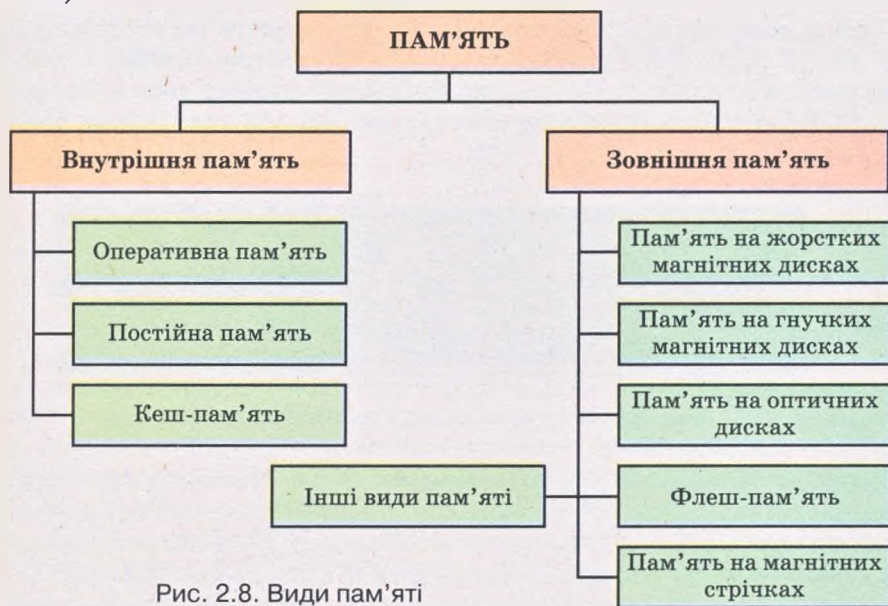 ПАМ’ЯТЬ
Внутрішня пам’ять
Зовнішня пам’ять
Оперативна пам’ять
Постійна пам’ять
Кеш-пам’ять
Пам’ять на жорстких
магнітних дисках
Пам’ять на гнучких
магнітних дисках
Пам’ять на оптичних
дисках
Інші види пам’яті
Флеш-пам’ять
Пам’ять на магнітних
стрічках
Рис. 2.8. Види пам’яті